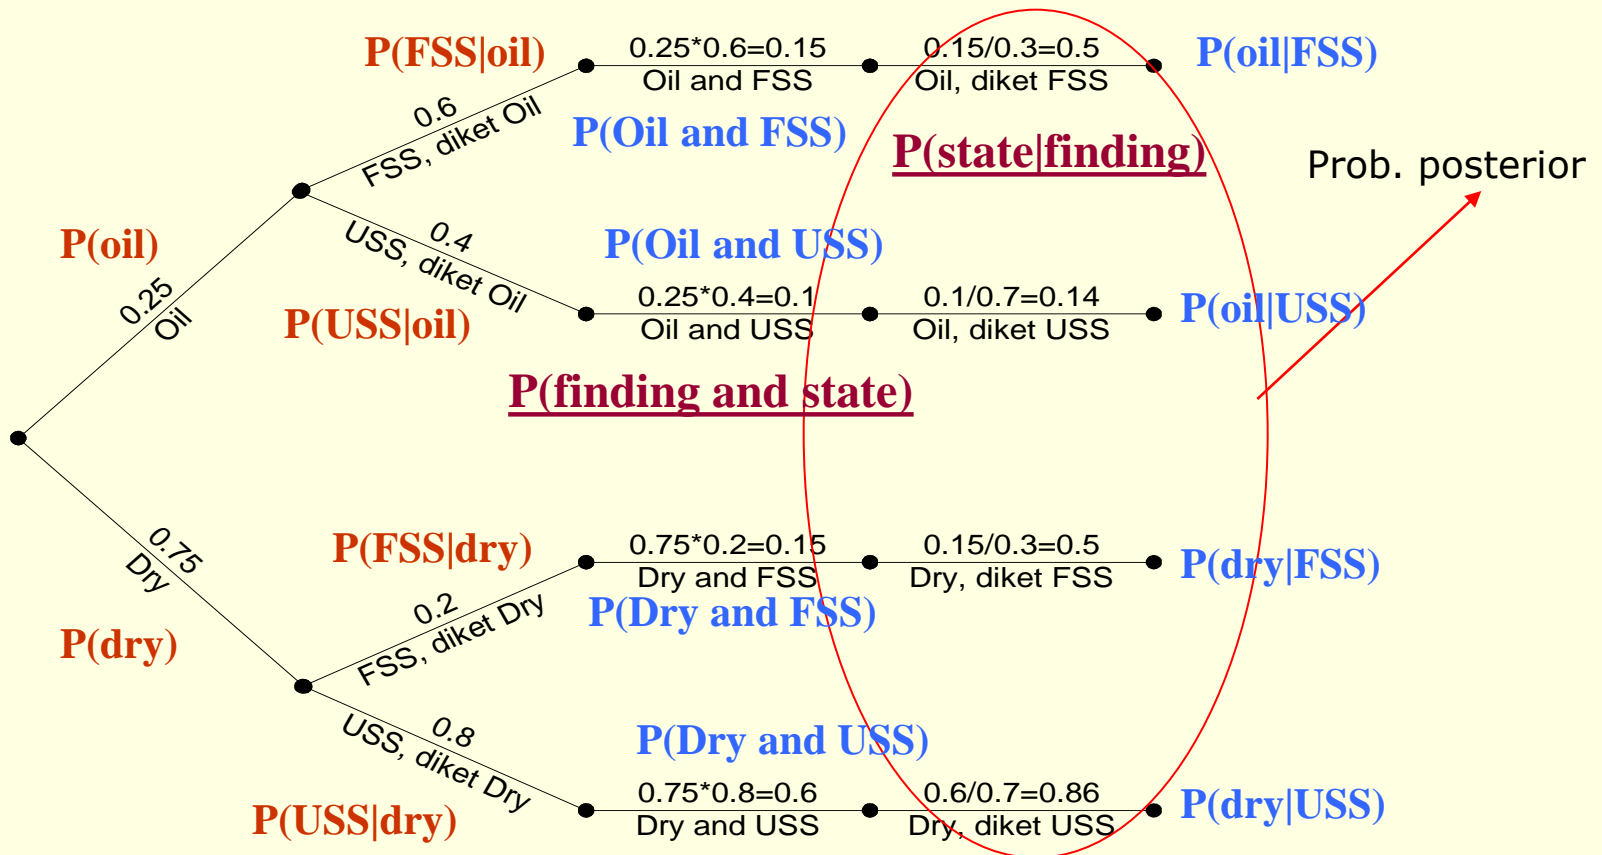 P(FSS|oil)
0.25*0.6=0.15
0.15/0.3=0.5
P(oil|FSS)
Oil and FSS
Oil, diket FSS
0.6
FSS, diket Oil
P(Oil and FSS)
P(state|finding)
Prob. posterior
P(oil)
0.25
Oil
0.4
USS, diket Oil
P(Oil and USS)
P(USS|oil)
0.25*0.4=0.1
0.1/0.7=0.14
P(oil|USS)
Oil and USS
Oil, diket USS
P(finding and state)
0.75
Dry
P(FSS|dry)
0.75*0.2=0.15
0.15/0.3=0.5
P(dry|FSS)
Dry and FSS
Dry, diket FSS
0.2
FSS, diket Dry
P(Dry and FSS)
P(dry)
0.8
USS, diket Dry
P(Dry and USS)
P(USS|dry)
0.75*0.8=0.6
0.6/0.7=0.86
P(dry|USS)
Dry and USS
Dry, diket USS